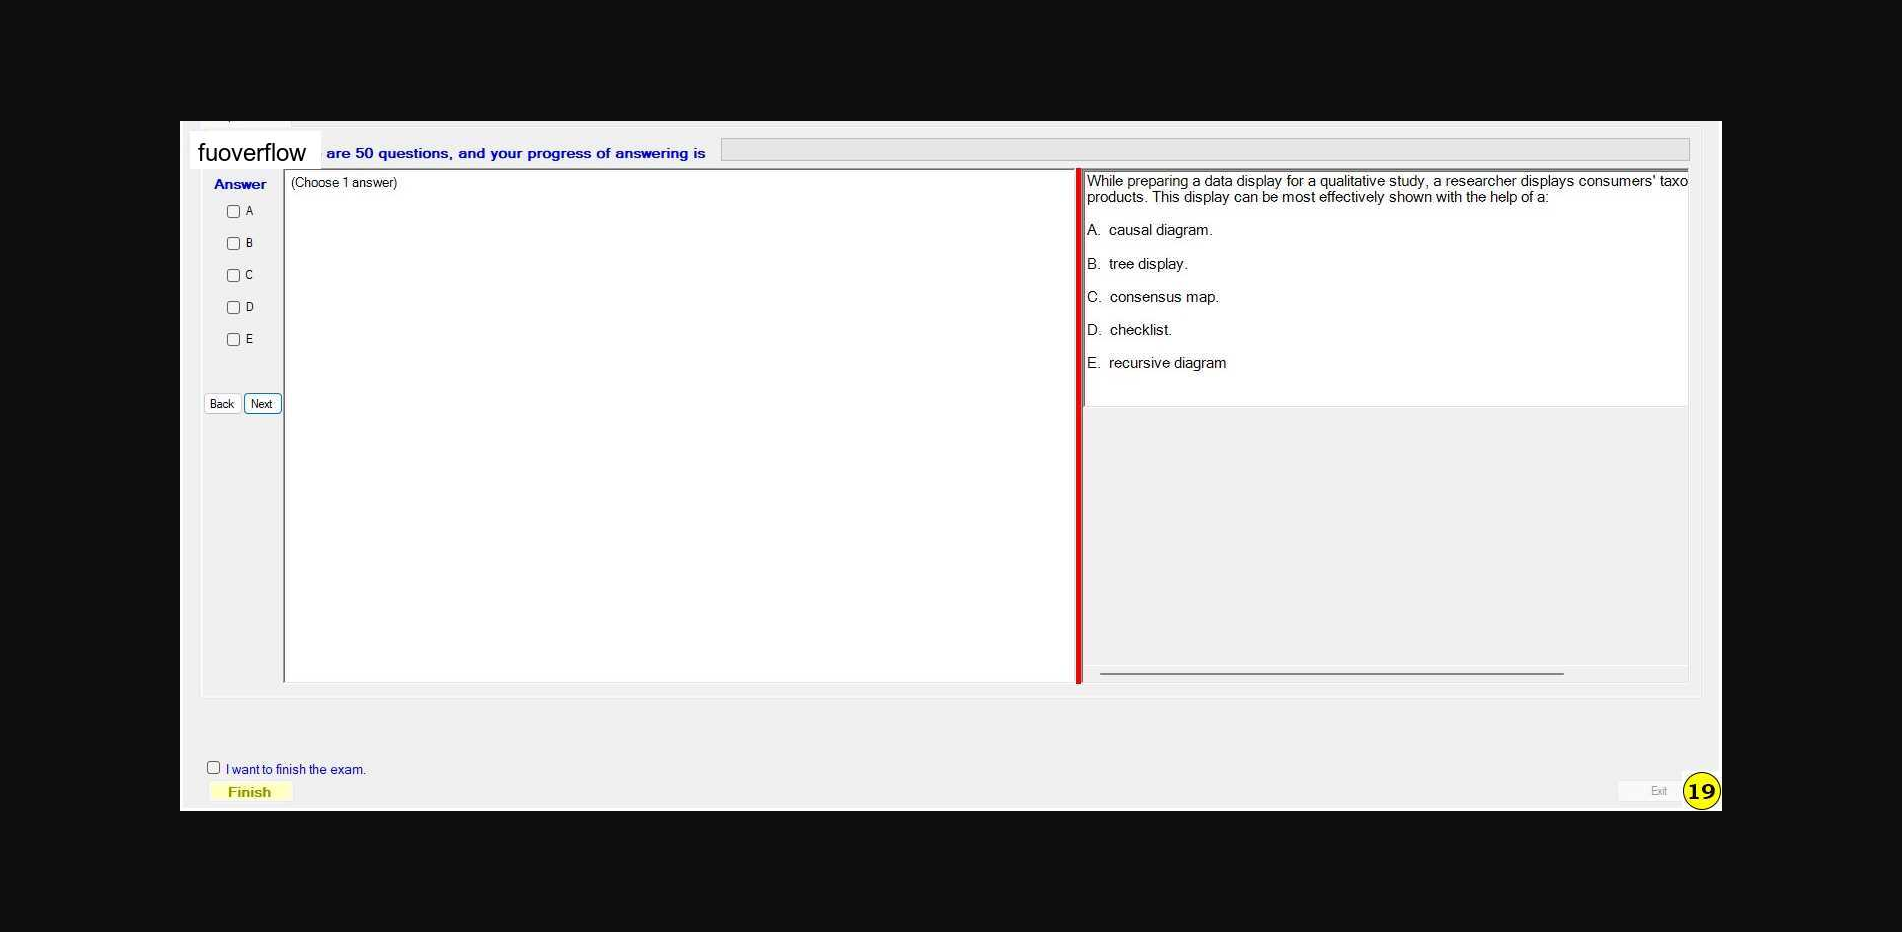 fuoverflow are 50 questions, and your progress of answering is
Answer
(Choose 1 answer)
A
B
C
D
E
Back Next
While preparing a data display for a qualitative study, a researcher displays consumers' taxo
products. This display can be most effectively shown with the help of a:
A. causal diagram.
B. tree display.
C. consensus map.
D. checklist.
E. recursive diagram
I want to finish the exam.
Finish
Exit
19